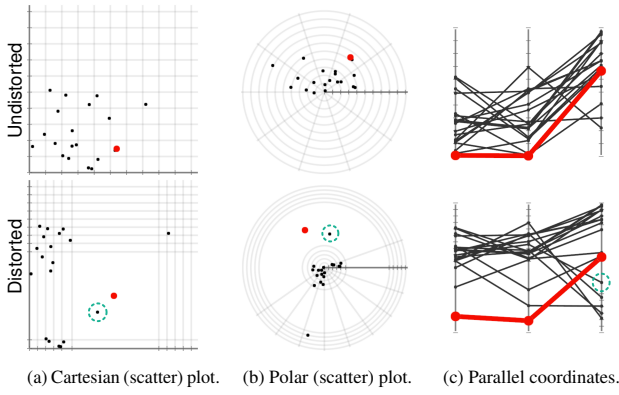 Undistorted
Distorted
(a) Cartesian (scatter) plot.
(b) Polar (scatter) plot.
(c) Parallel coordinates.